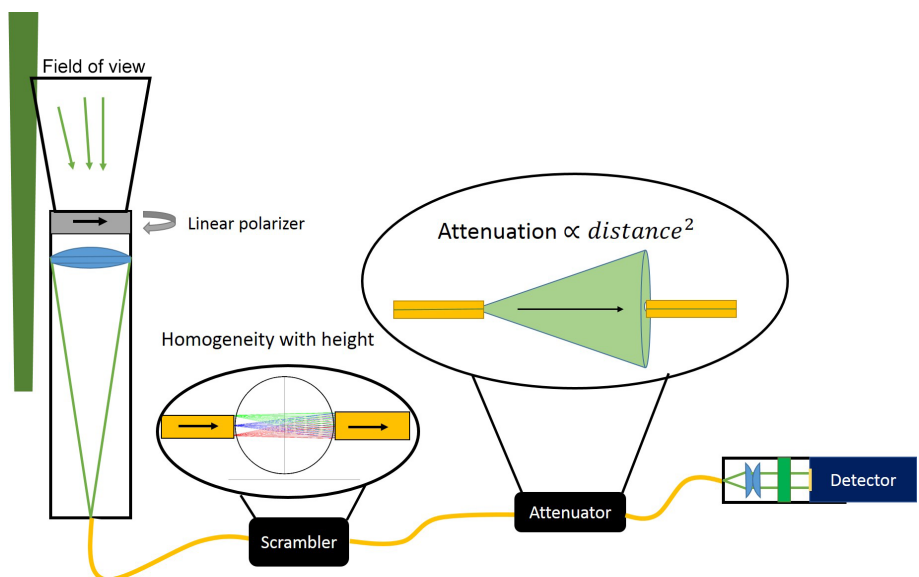 Field of view
Linear polarizer
Attenuation ∝ distance²
Homogeneity with height
Scrambler
Attenuator
Detector